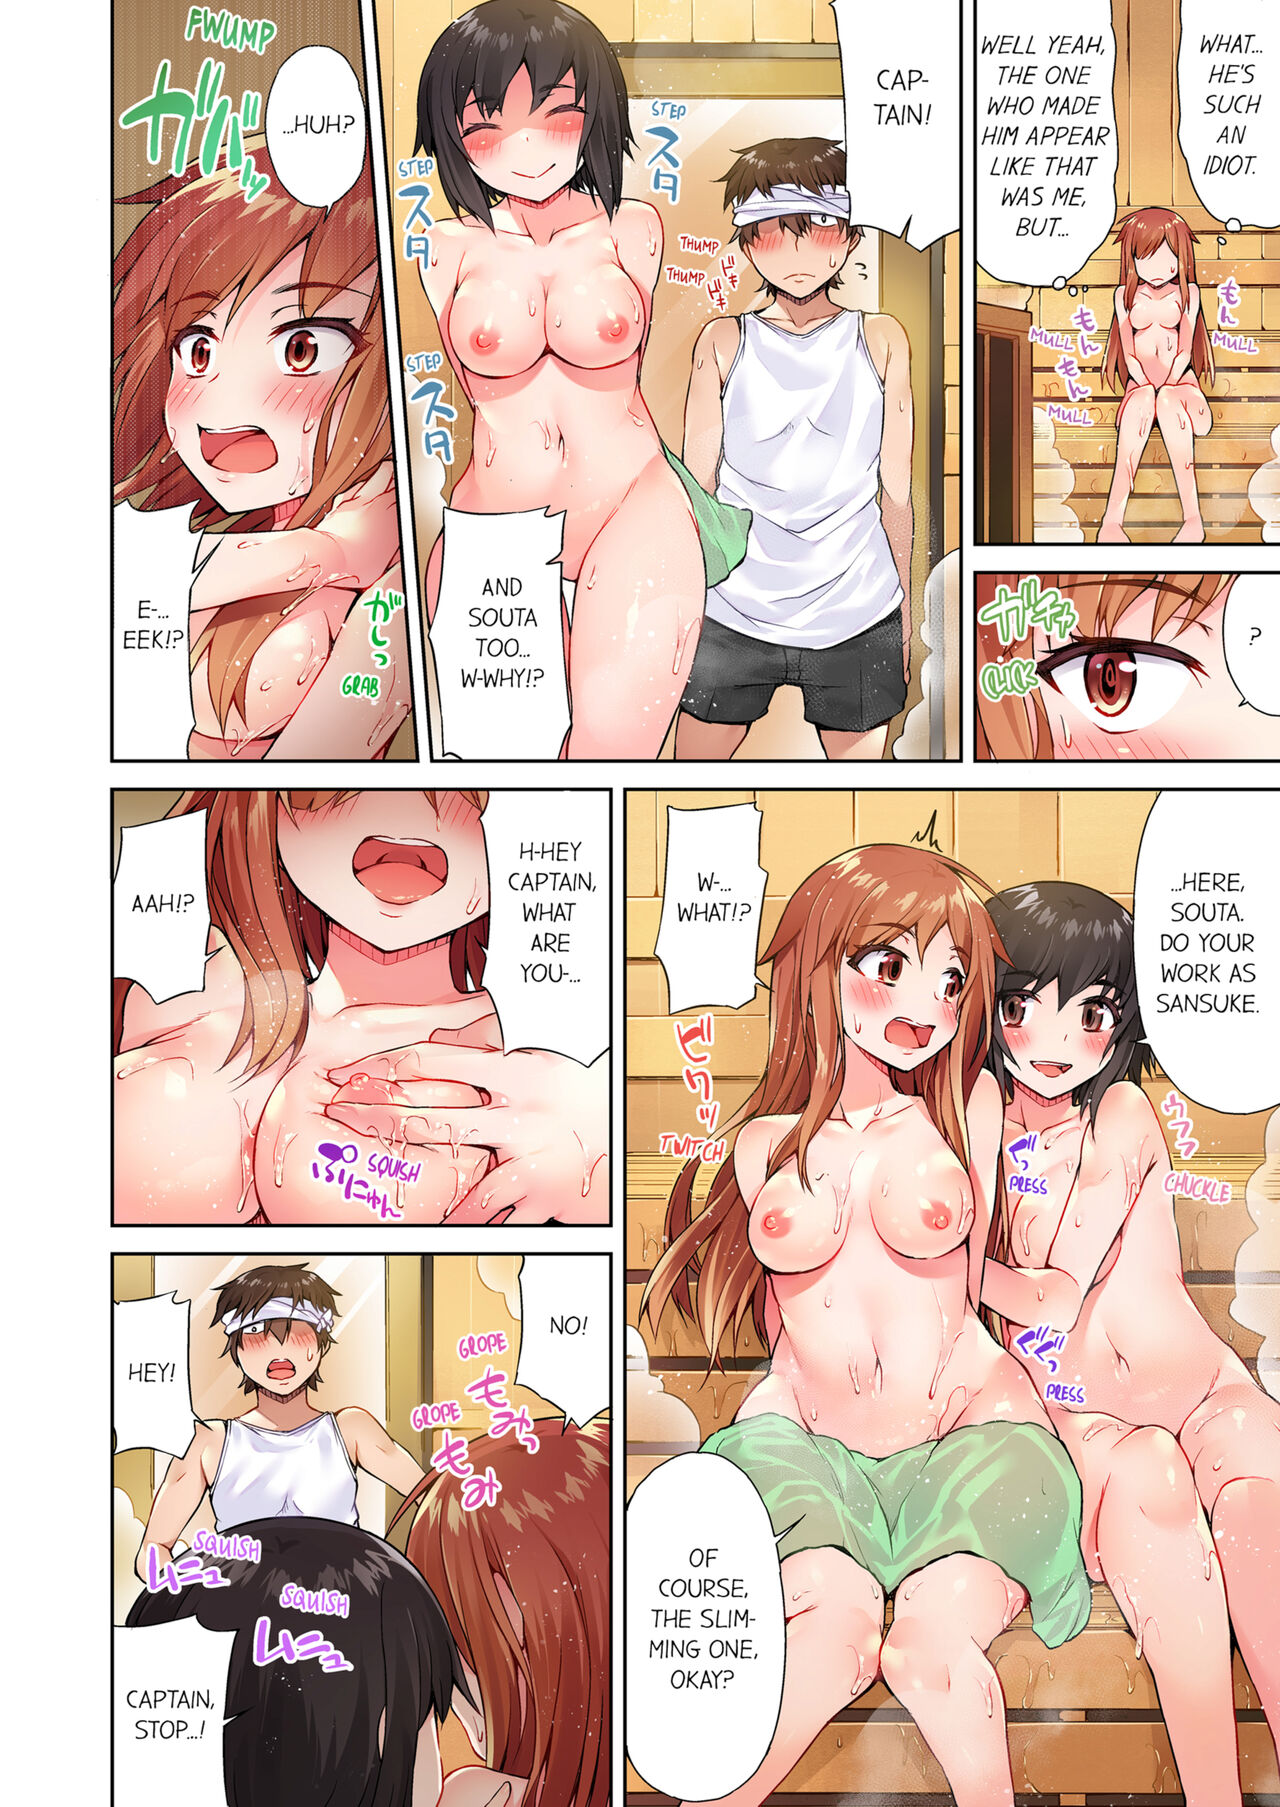 WHAT...
HE'S
SUCH
AN
IDIOT.
WELL YEAH,
THE ONE
WHO MADE
HIM APPEAR
LIKE THAT
WAS ME,
BUT...
もん
MULL
もん
MULL
もん
MULL
?
ガチャ
CLICK
CAP-
TAIN!
STEP
スタ
STEP
スタ
STEP
スタ
THUMP
THUMP
ドキ
ドキ
AND
SOUTA
TOO...
W-WHY!?
FWUMP
ガバッ
...HUH?
E-...
EEK!?
がしっ
GRAB
...HERE,
SOUTA.
DO YOUR
WORK AS
SANSUKE.
W-...
WHAT!?
ビクッ
TWITCH
ウフフ
CHUCKLE
ぐっ
PRESS
ぐぐっ
PRESS
OF
COURSE,
THE SLIM-
MING ONE,
OKAY?
H-HEY
CAPTAIN,
WHAT
ARE
YOU-...
AAH!?
ぷりゅん
SQUISH
NO!
HEY!
GROPE
もみっ
GROPE
もみ
SQUISH
ムニュ
SQUISH
ムニュ
CAPTAIN,
STOP...!